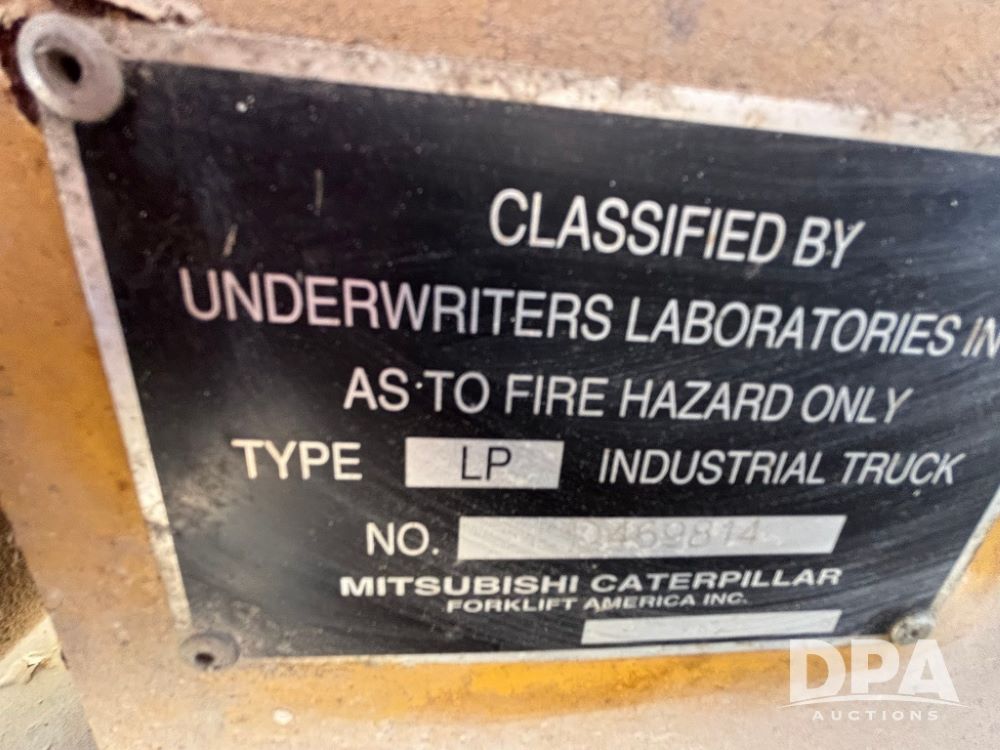 CLASSIFIED BY
UNDERWRITERS LABORATORIES IN
AS TO FIRE HAZARD ONLY
TYPE LP INDUSTRIAL TRUCK
NO. 469814
MITSUBISHI CATERPILLAR
FORKLIFT AMERICA INC.
DPA
AUCTIONS